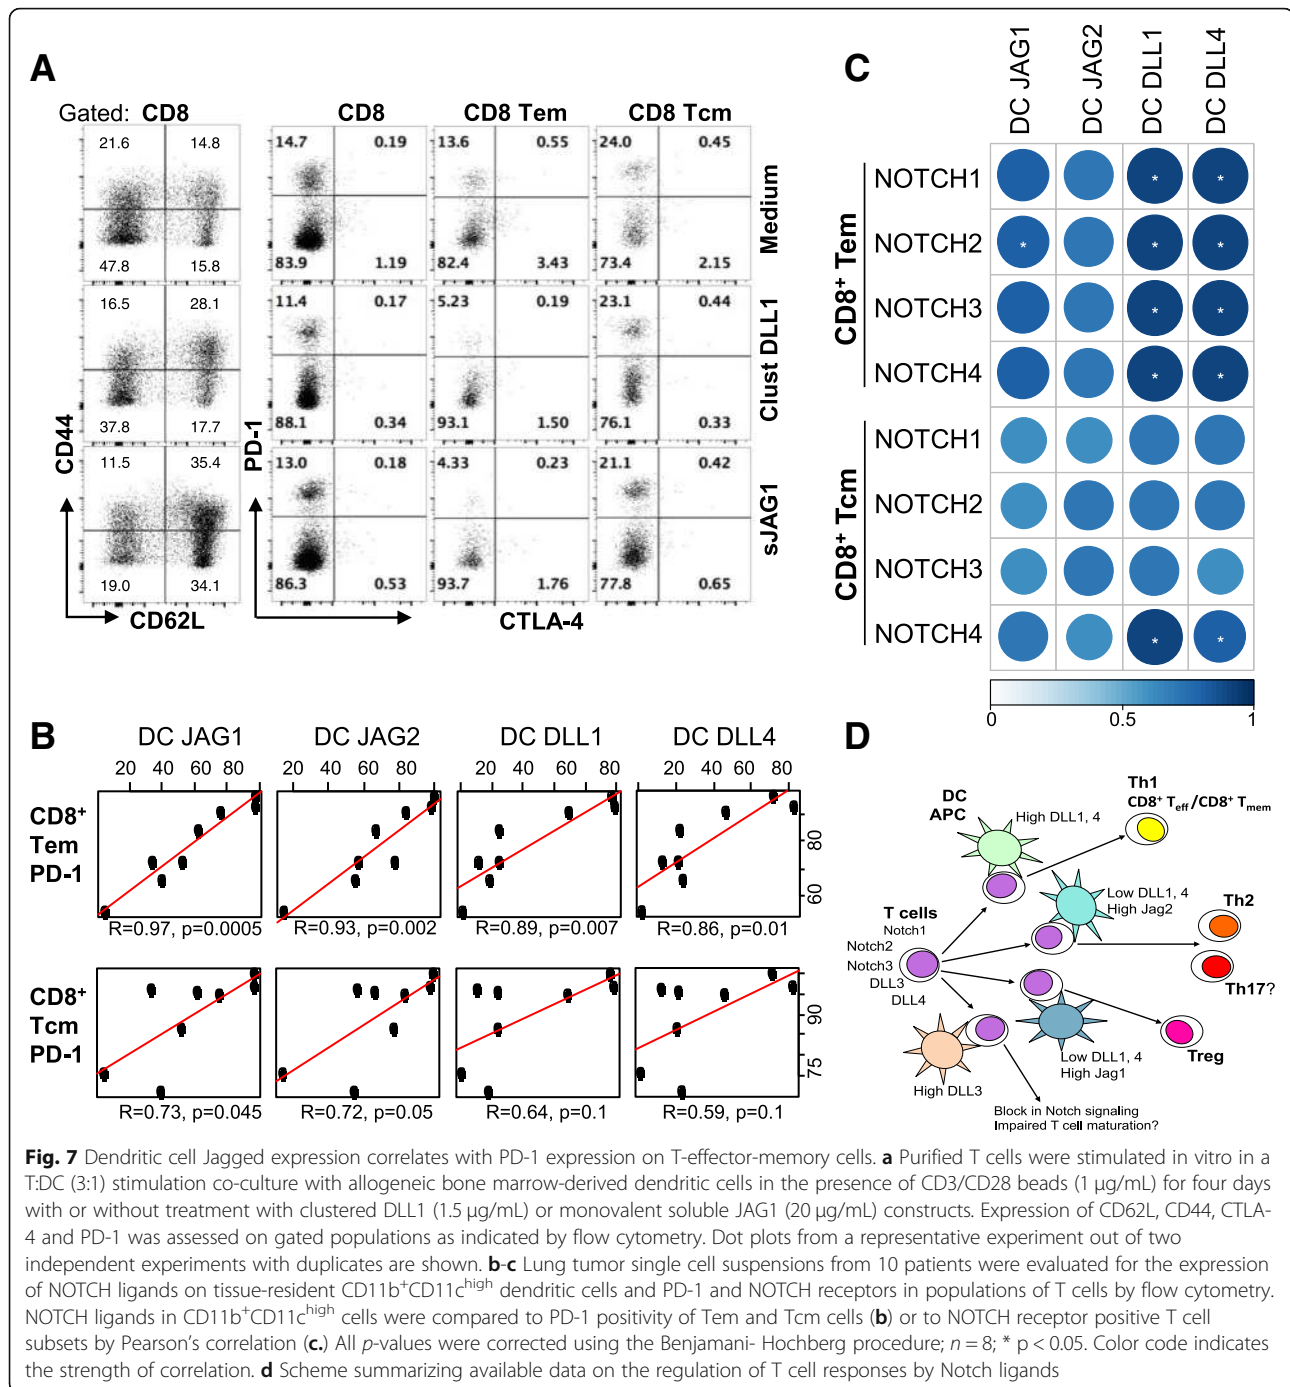 A
Gated: CD8
CD8
CD8 Tem
CD8 Tcm
21.6 14.8
47.8 15.8
14.7 0.19
83.9 1.19
13.6 0.55
82.4 3.43
24.0 0.45
73.4 2.15
Medium
16.5 28.1
37.8 17.7
11.4 0.17
88.1 0.34
5.23 0.19
93.1 1.50
23.1 0.44
76.1 0.33
Clust DLL1
11.5 35.4
19.0 34.1
13.0 0.18
86.3 0.53
4.33 0.23
93.7 1.76
21.1 0.42
77.8 0.65
sJAG1
CD44
CD62L
PD-1
CTLA-4
C
DC JAG1
DC JAG2
DC DLL1
DC DLL4
CD8+ Tem
NOTCH1 * *
NOTCH2 * * *
NOTCH3 * *
NOTCH4 * *
CD8+ Tcm
NOTCH1
NOTCH2
NOTCH3
NOTCH4 * *
0 0.5 1
B
DC JAG1 DC JAG2 DC DLL1 DC DLL4
20 40 60 80 20 40 60 80 20 40 60 80 20 40 60 80
CD8+
Tem
PD-1
80
60
R=0.97, p=0.0005 R=0.93, p=0.002 R=0.89, p=0.007 R=0.86, p=0.01
CD8+
Tcm
PD-1
90
75
R=0.73, p=0.045 R=0.72, p=0.05 R=0.64, p=0.1 R=0.59, p=0.1
D
DC
APC
High DLL1, 4
Th1
CD8+ Teff/CD8+ Tmem
Low DLL1, 4
High Jag2
Th2
Th17?
T cells
Notch1
Notch2
Notch3
DLL3
DLL4
Low DLL1, 4
High Jag1
Treg
High DLL3
Block in Notch signaling
Impaired T cell maturation?
Fig. 7 Dendritic cell Jagged expression correlates with PD-1 expression on T-effector-memory cells. a Purified T cells were stimulated in vitro in a
T:DC (3:1) stimulation co-culture with allogeneic bone marrow-derived dendritic cells in the presence of CD3/CD28 beads (1 μg/mL) for four days
with or without treatment with clustered DLL1 (1.5 μg/mL) or monovalent soluble JAG1 (20 μg/mL) constructs. Expression of CD62L, CD44, CTLA-
4 and PD-1 was assessed on gated populations as indicated by flow cytometry. Dot plots from a representative experiment out of two
independent experiments with duplicates are shown. b-c Lung tumor single cell suspensions from 10 patients were evaluated for the expression
of NOTCH ligands on tissue-resident CD11b+CD11chigh dendritic cells and PD-1 and NOTCH receptors in populations of T cells by flow cytometry.
NOTCH ligands in CD11b+CD11chigh cells were compared to PD-1 positivity of Tem and Tcm cells (b) or to NOTCH receptor positive T cell
subsets by Pearson's correlation (c.) All p-values were corrected using the Benjamani- Hochberg procedure; n = 8; * p < 0.05. Color code indicates
the strength of correlation. d Scheme summarizing available data on the regulation of T cell responses by Notch ligands